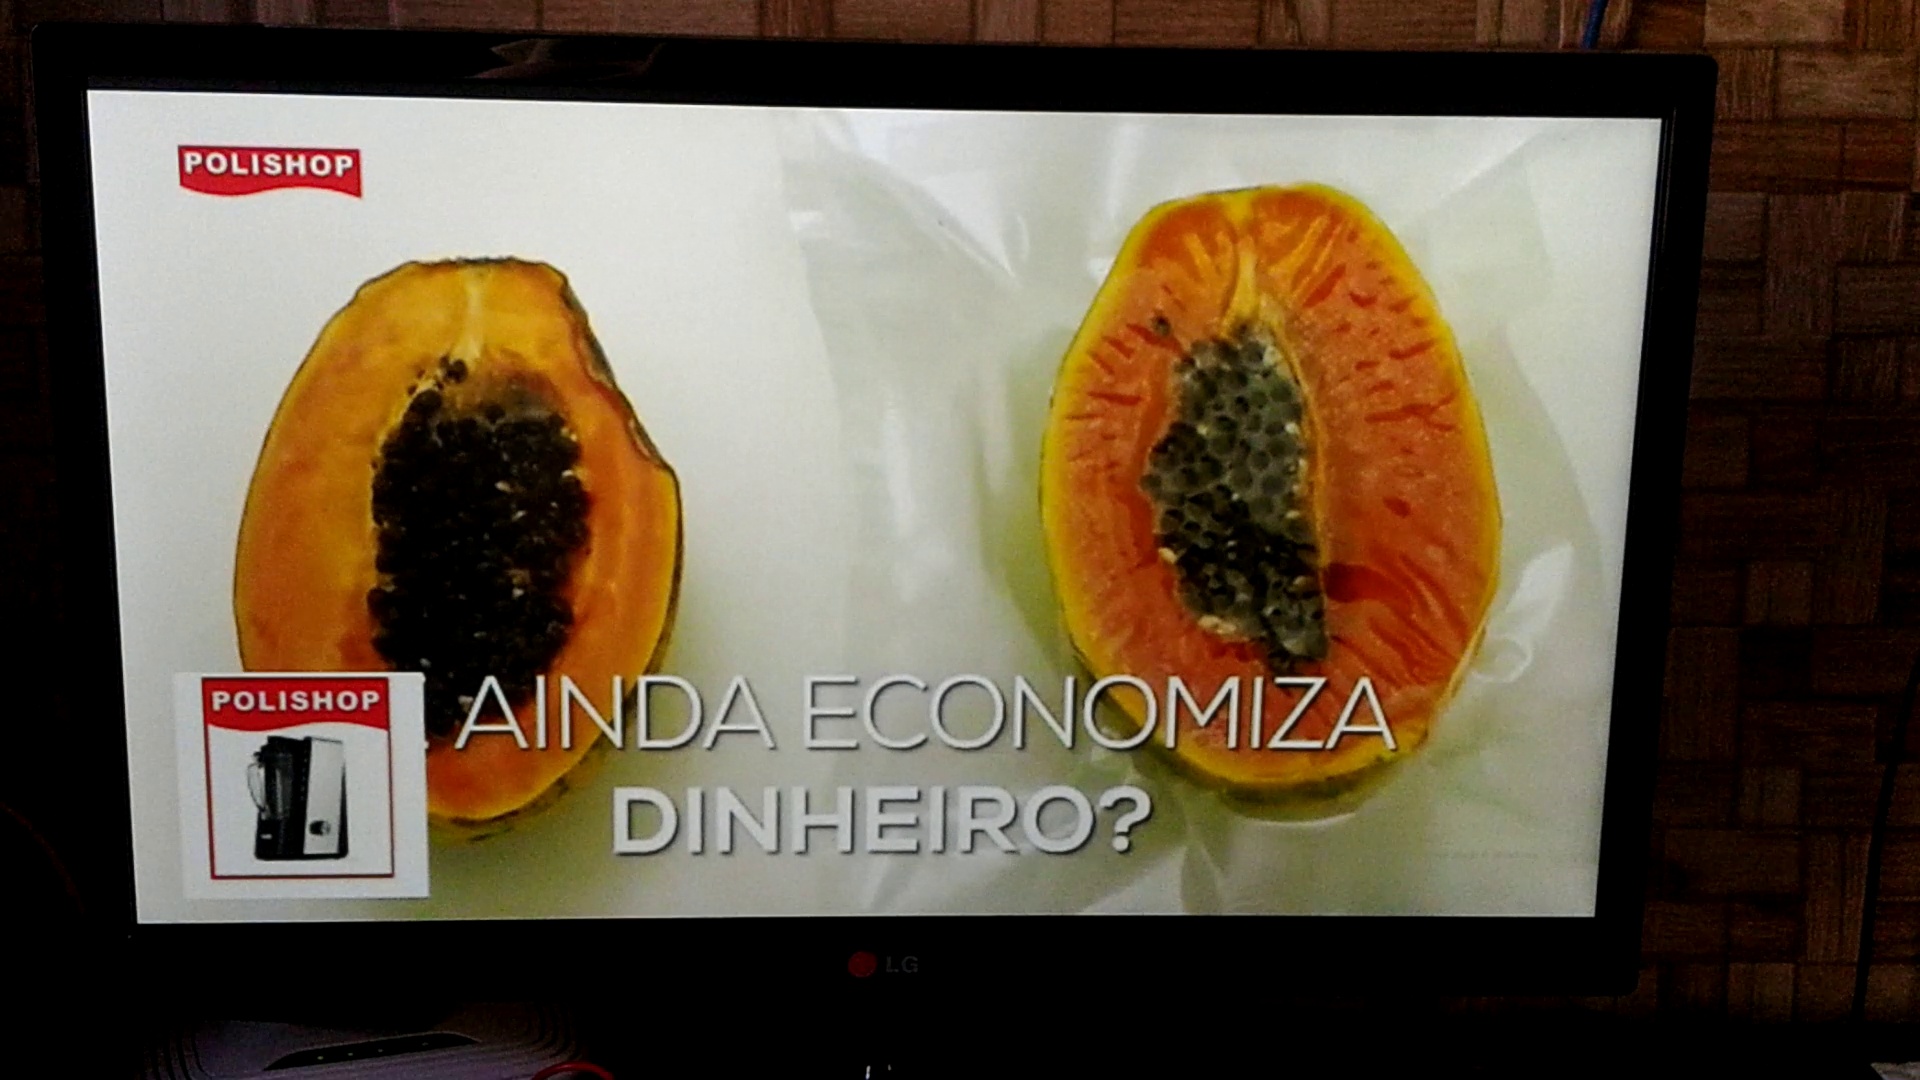 POLISHOP
POLISHOP
AINDA ECONOMIZA
DINHEIRO?
LG